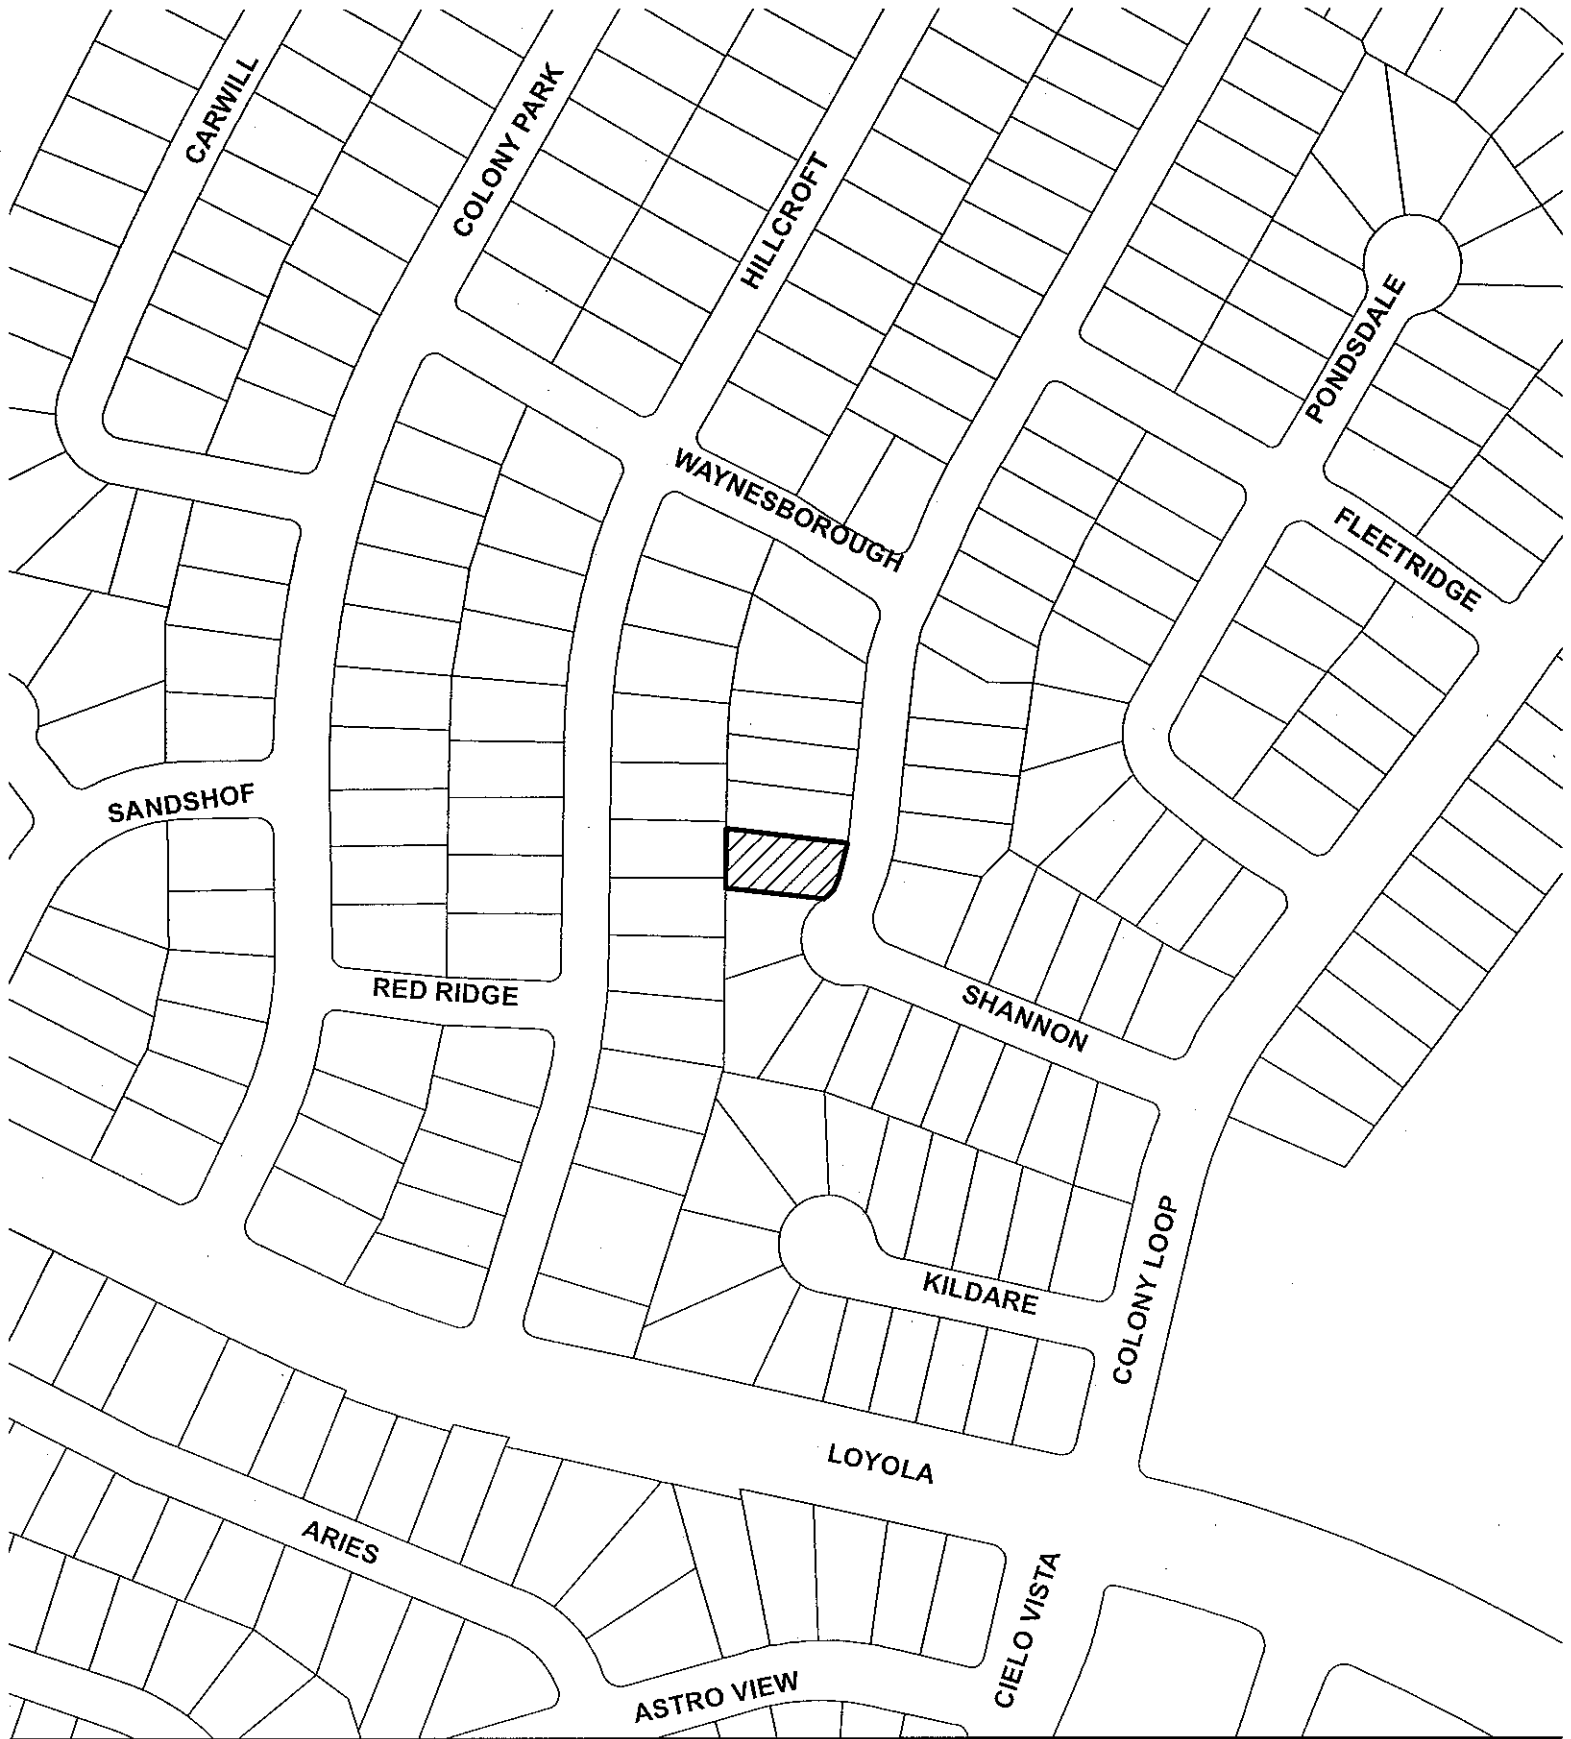 CARWILL
COLONY PARK
HILLCROFT
PONDSDALE
WAYNESBOROUGH
FLEETRIDGE
SANDSHOF
RED RIDGE
SHANNON
KILDARE
COLONY LOOP
LOYOLA
ARIES
CIELO VISTA
ASTRO VIEW